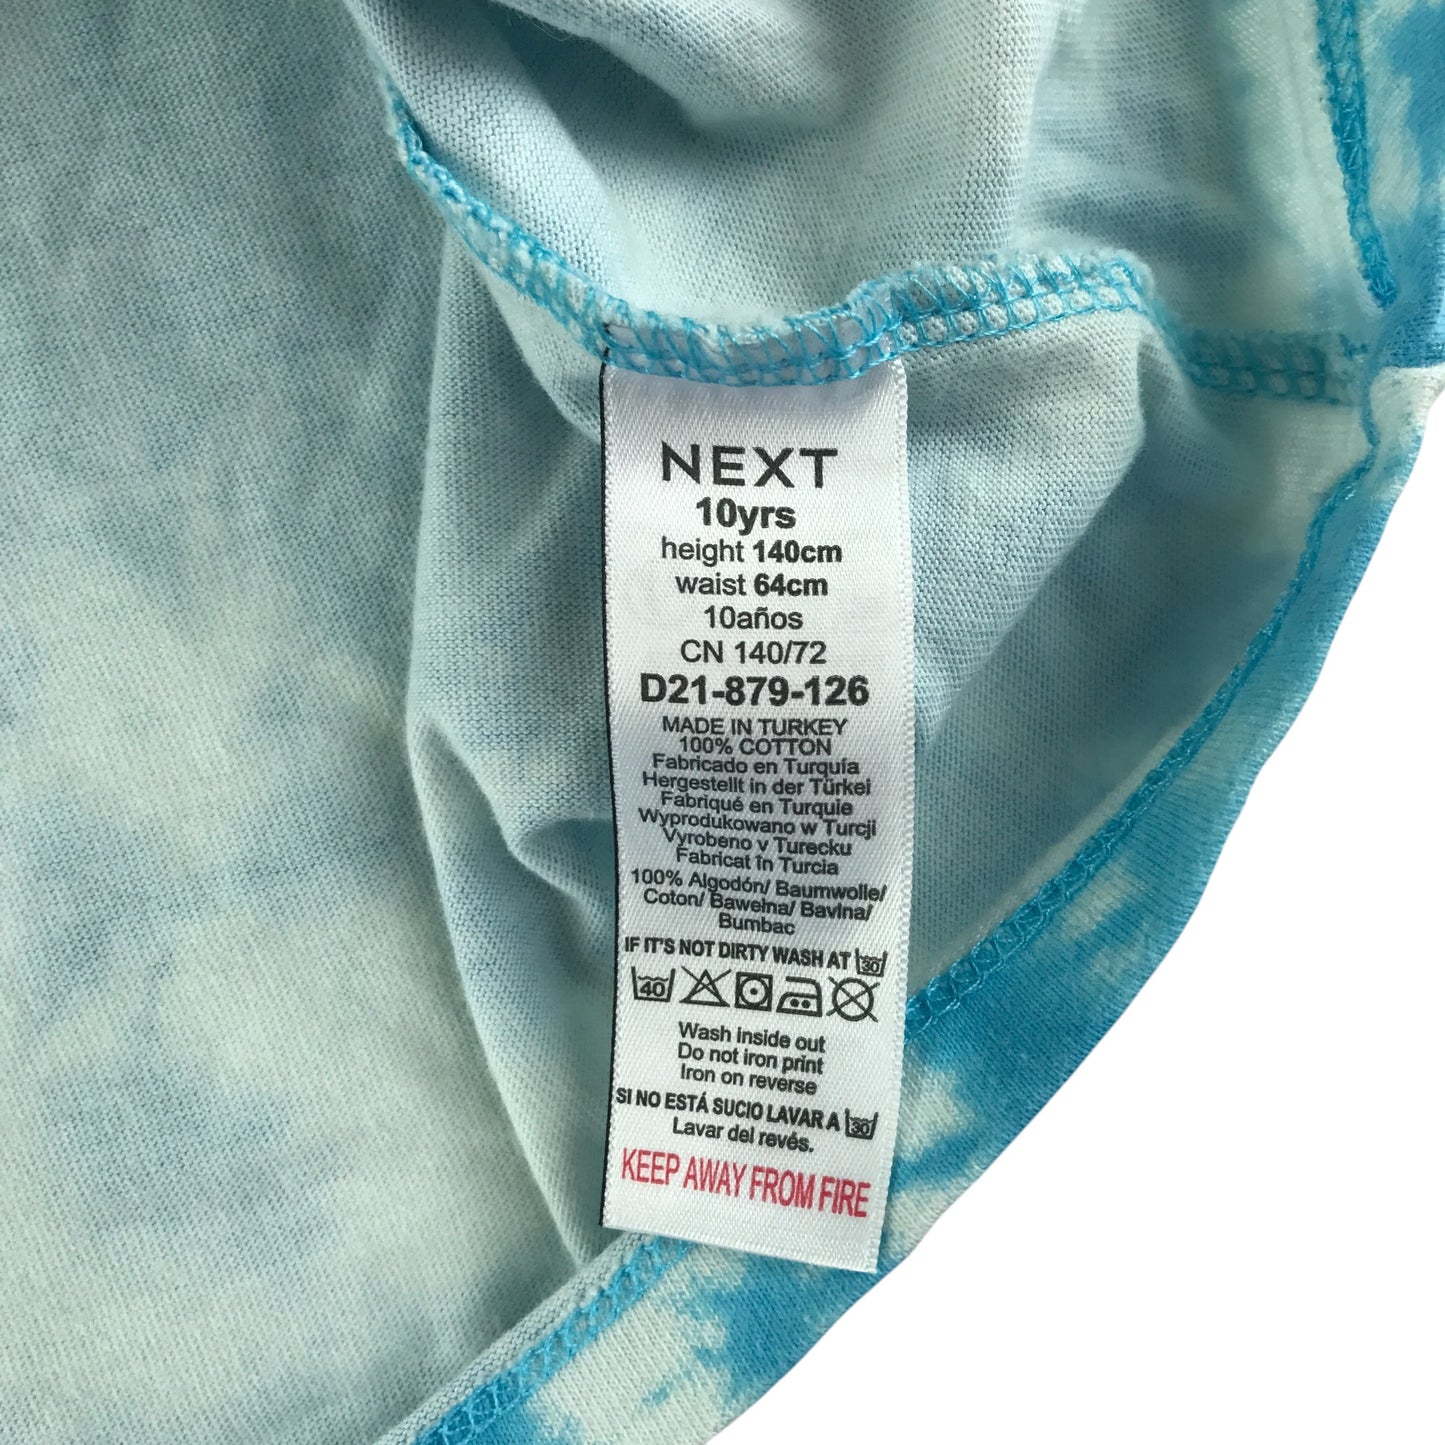 NEXT
10yrs
height 140cm
waist 64cm
10años
CN 140/72
D21-879-126
MADE IN TURKEY
100% COTTON
Fabricado en Turquía
Hergestellt in der Türkei
Fabriqué en Turquie
Wyprodukowano w Turcji
Vyrobeno v Turecku
Fabricat în Turcia
100% Algodón/ Baumwolle/
Coton/ Bawełna/ Bavlna/
Bumbac
IF IT'S NOT DIRTY WASH AT 30
40
Wash inside out
Do not iron print
Iron on reverse
SI NO ESTÁ SUCIO LAVAR A 30
Lavar del revés.
KEEP AWAY FROM FIRE